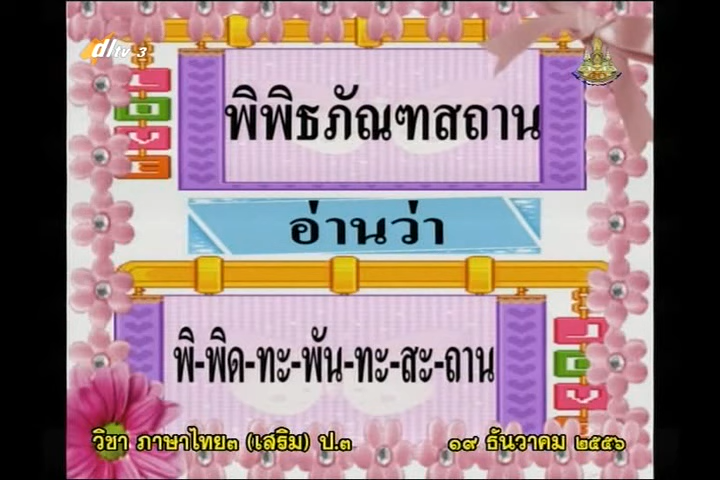 dltv 3
พิพิธภัณฑสถาน
อ่านว่า
พิ-พิด-ทะ-พัน-ทะ-สะ-ถาน
วิชา ภาษาไทย๓ (เสริม) ป.๓ ๑๙ ธันวาคม ๒๕๕๖